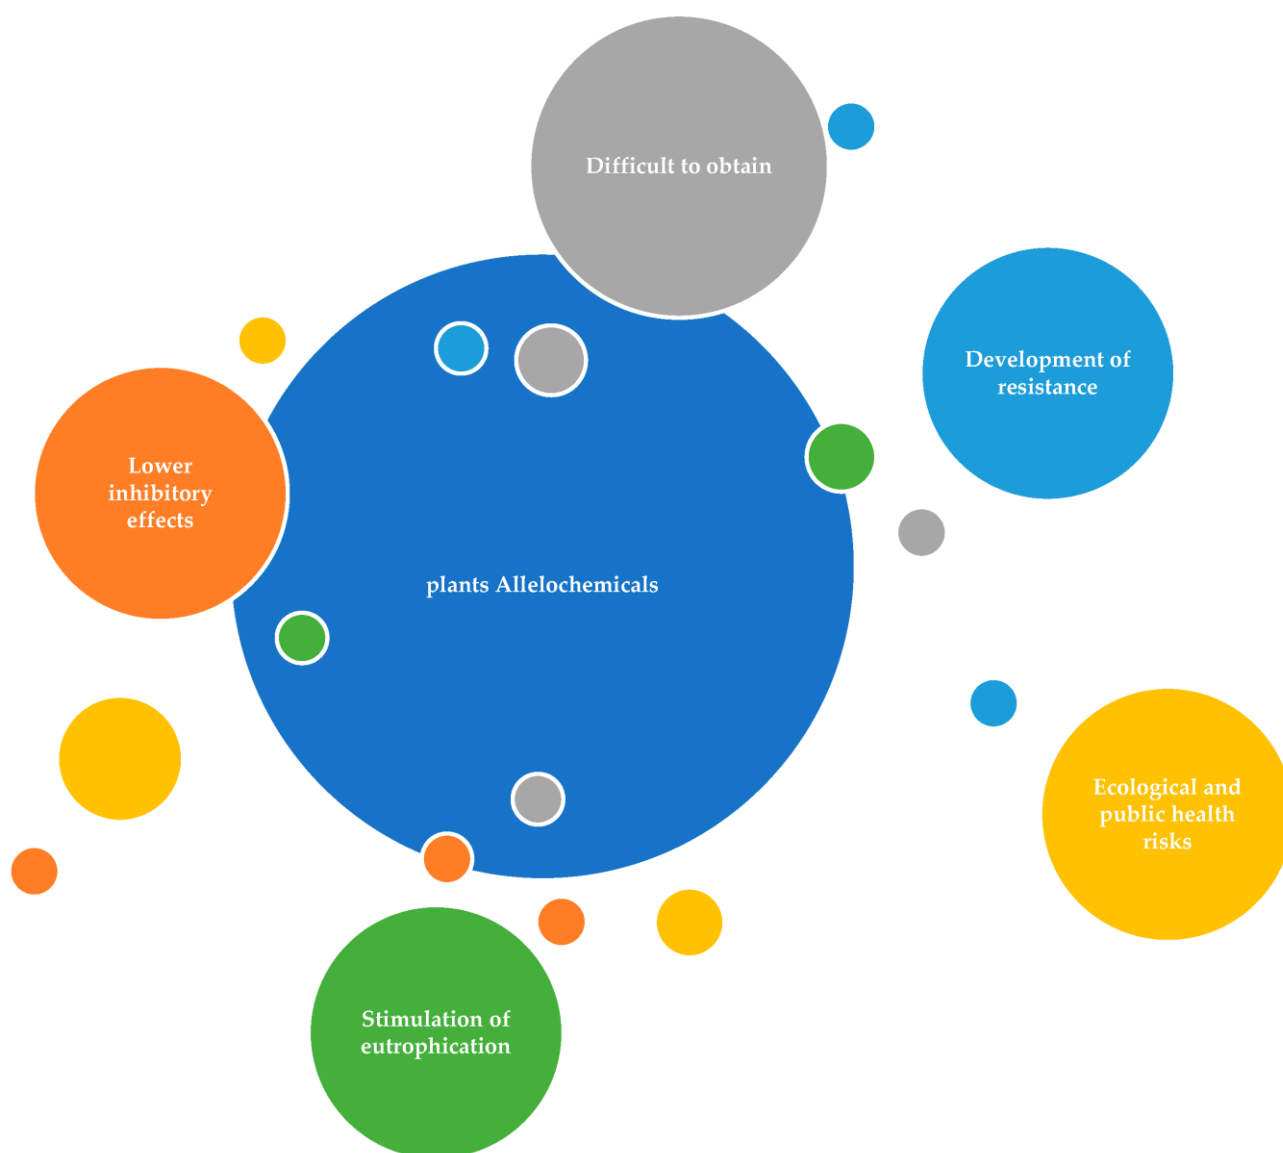 Difficult to obtain
Development of
resistance
Lower
inhibitory
effects
plants Allelochemicals
Ecological and
public health
risks
Stimulation of
eutrophication